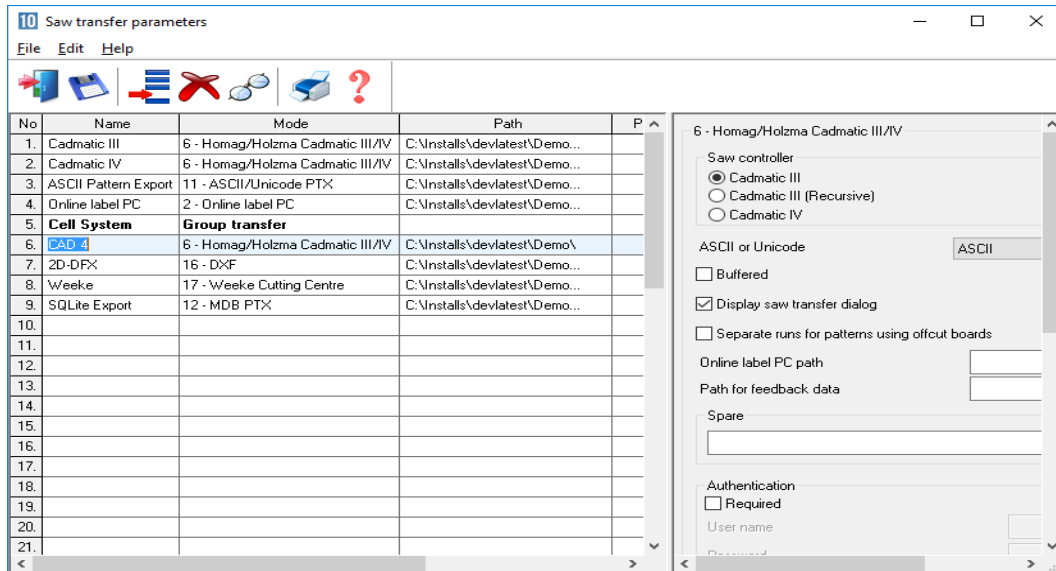 10 Saw transfer parameters
File Edit Help
No Name Mode Path P
1. Cadmatic III 6 - Homag/Holzma Cadmatic III/IV C:\Installs\devlatest\Demo...
2. Cadmatic IV 6 - Homag/Holzma Cadmatic III/IV C:\Installs\devlatest\Demo...
3. ASCII Pattern Export 11 - ASCII/Unicode PTX C:\Installs\devlatest\Demo...
4. Online label PC 2 - Online label PC C:\Installs\devlatest\Demo...
5. Cell System Group transfer
6. CAD 4 6 - Homag/Holzma Cadmatic III/IV C:\Installs\devlatest\Demo\
7. 2D-DFX 16 - DXF C:\Installs\devlatest\Demo...
8. Weeke 17 - Weeke Cutting Centre C:\Installs\devlatest\Demo...
9. SQLite Export 12 - MDB PTX C:\Installs\devlatest\Demo...
10.
11.
12.
13.
14.
15.
16.
17.
18.
19.
20.
21.
6 - Homag/Holzma Cadmatic III/IV
Saw controller
Cadmatic III
Cadmatic III (Recursive)
Cadmatic IV
ASCII or Unicode ASCII
Buffered
Display saw transfer dialog
Separate runs for patterns using offcut boards
Online label PC path
Path for feedback data
Spare
Authentication
Required
User name